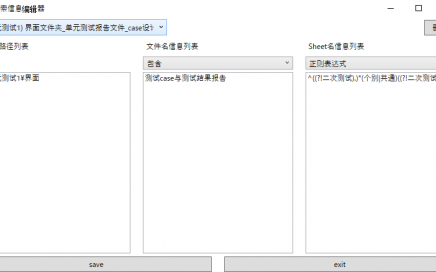 索信息编辑器
元测试1) 界面文件夹_单元测试报告文件_case设计
路径列表
文件名信息列表
Sheet名信息列表
包含
正则表达式
元测试1¥界面
测试case与测试结果报告
^((?!二次测试).)*(个别|共通)((?!二次测试
save
exit